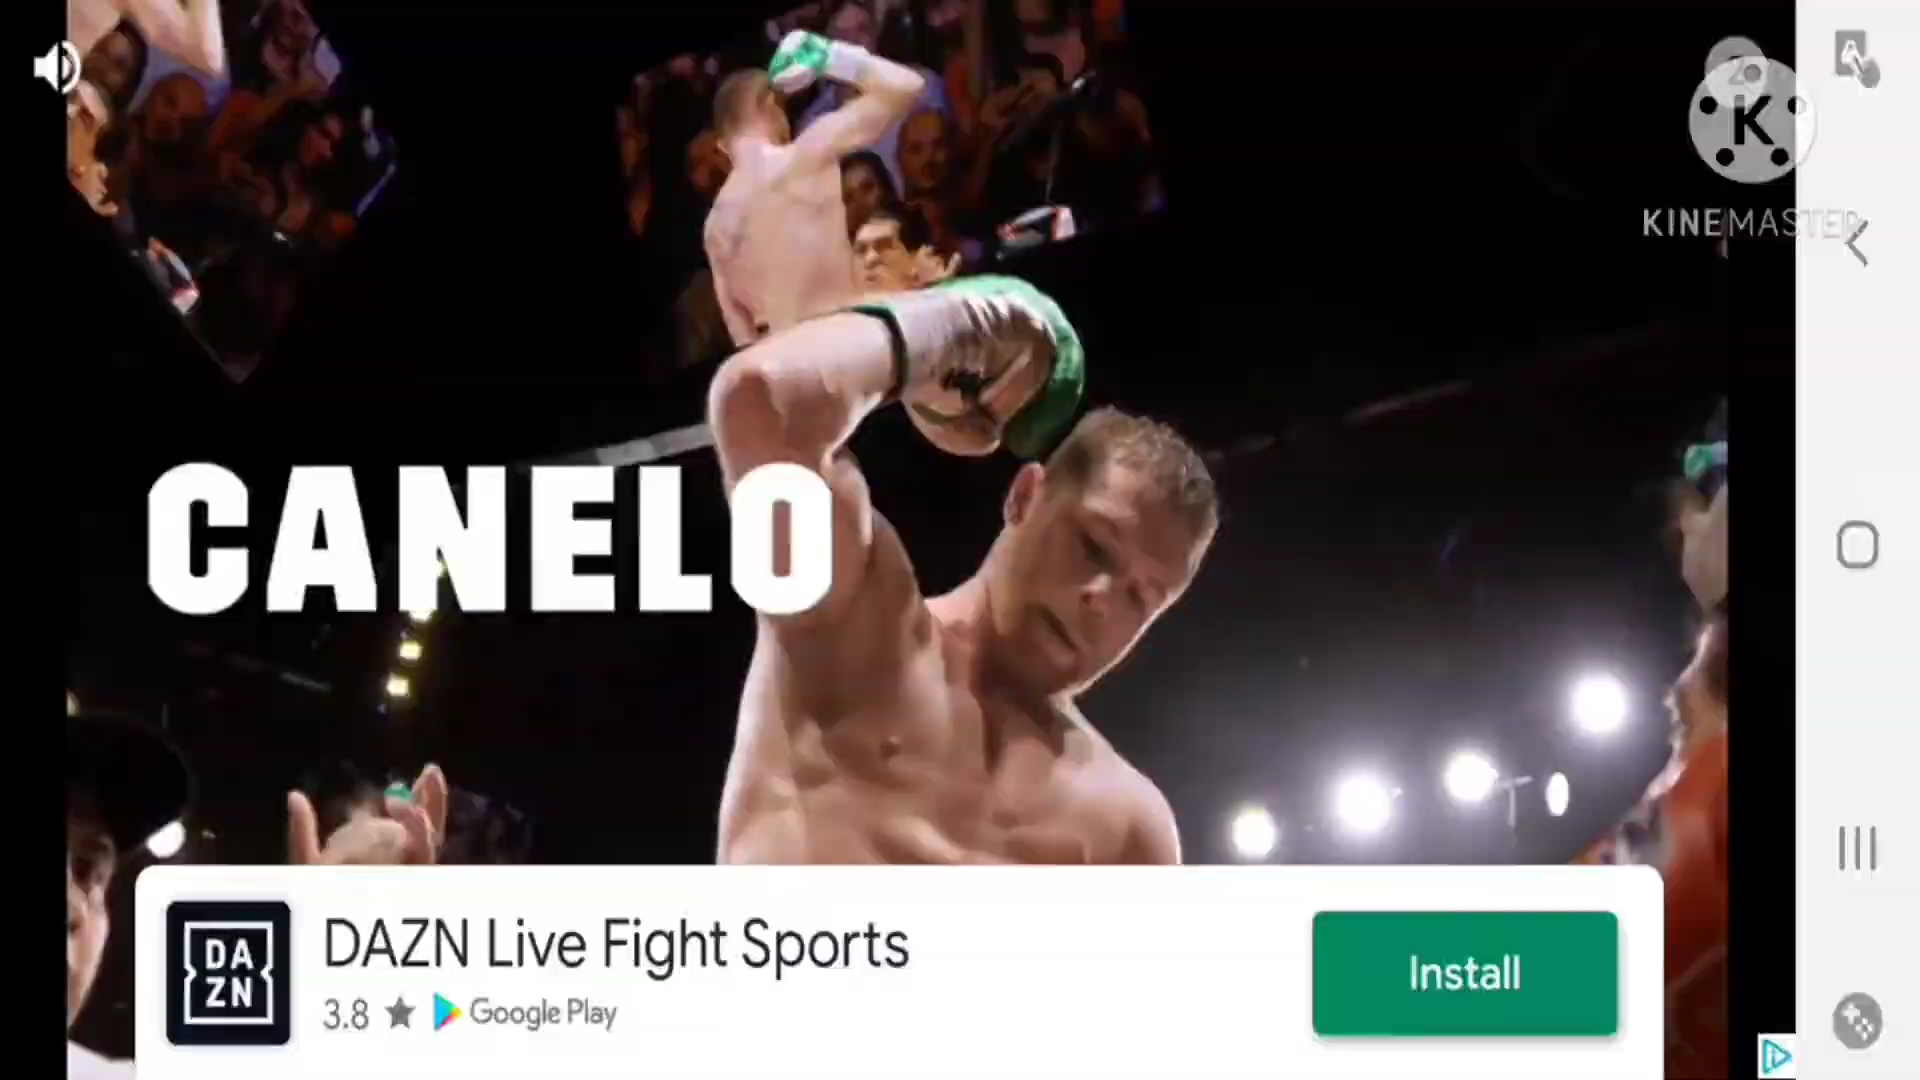 K
KINEMASTER
CANELO
DA
ZN
DAZN Live Fight Sports
3.8 ★ Google Play
Install